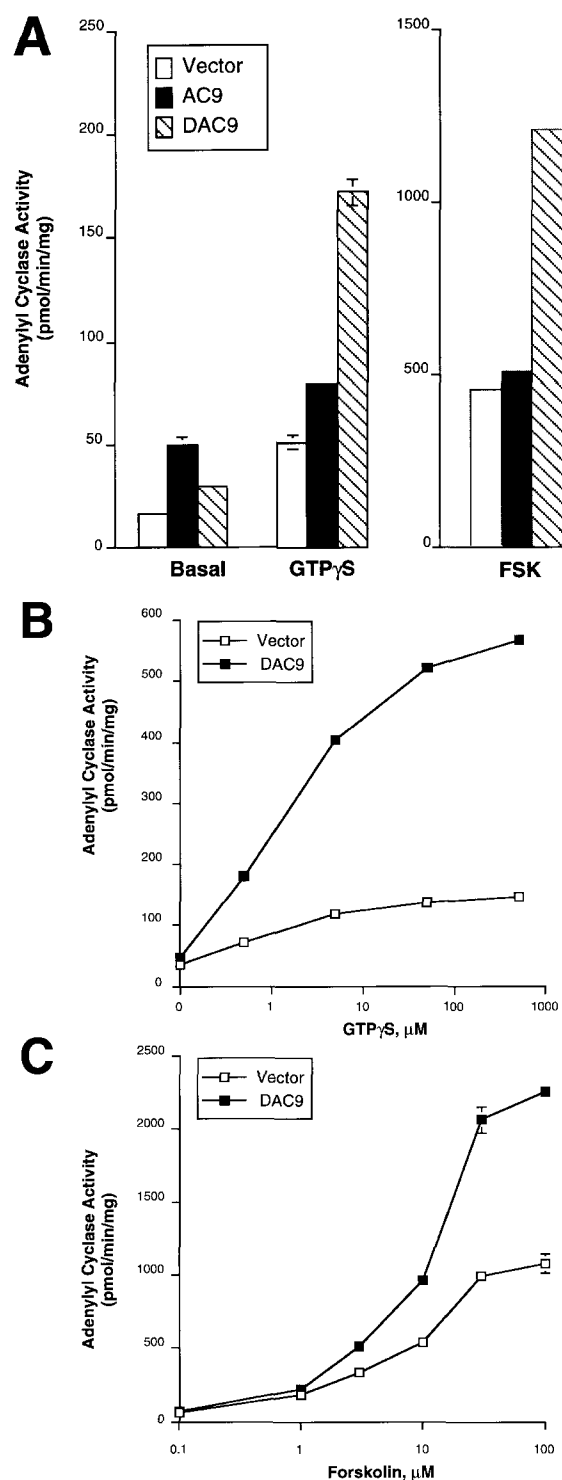 A
Vector
AC9
DAC9
Adenylyl Cyclase Activity
(pmol/min/mg)
250
200
150
100
50
0
Basal
GTPγS
1500
1000
500
0
FSK
B
Vector
DAC9
Adenylyl Cyclase Activity
(pmol/min/mg)
600
500
400
300
200
100
0
0
1
10
100
1000
GTPγS, μM
C
Vector
DAC9
Adenylyl Cyclase Activity
(pmol/min/mg)
2500
2000
1500
1000
500
0
0.1
1
10
100
Forskolin, μM